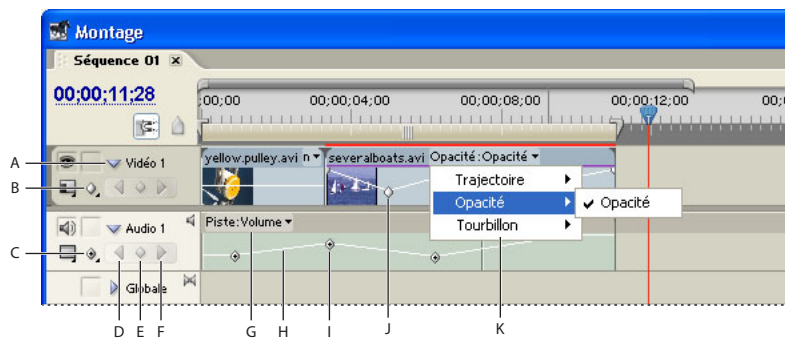 Montage
Séquence 01
00;00;11;28
;00;00 00;00;04;00 00;00;08;00 00;00;12;00 00;
A Vidéo 1 yellow.pulley.avi n severalboats.avi Opacité:Opacité
B
Trajectoire
Opacité Opacité
Tourbillon
Audio 1 Piste:Volume
C
Globale
D E F G H I J K